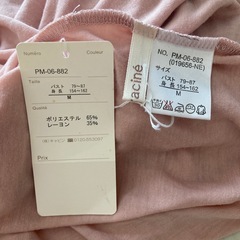 Numéro
Couleur
PM-06-882
Taille
バスト 79~87
身 長 154~162
M
Qualité
ポリエステル 65%
レーヨン 35%
Prix
aciné
NO. PM-06-882
(019656-NE)
サイズ
バスト 79~87
身 長 154~162
M